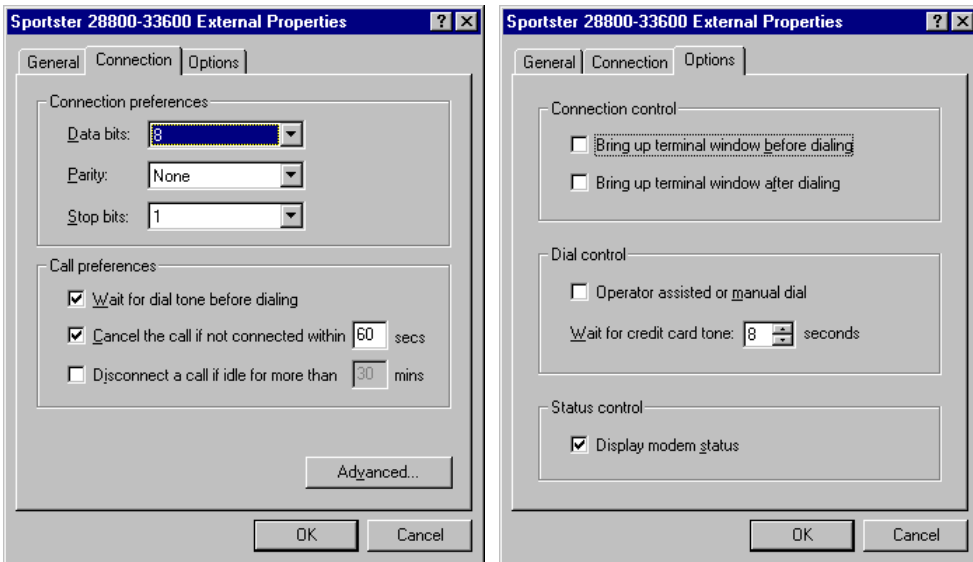 Sportster 28800-33600 External Properties
General Connection Options
Connection preferences
Data bits: 8
Parity: None
Stop bits: 1
Call preferences
Wait for dial tone before dialing
Cancel the call if not connected within 60 secs
Disconnect a call if idle for more than 30 mins
Advanced...
OK Cancel
Sportster 28800-33600 External Properties
General Connection Options
Connection control
Bring up terminal window before dialing
Bring up terminal window after dialing
Dial control
Operator assisted or manual dial
Wait for credit card tone: 8 seconds
Status control
Display modem status
OK Cancel